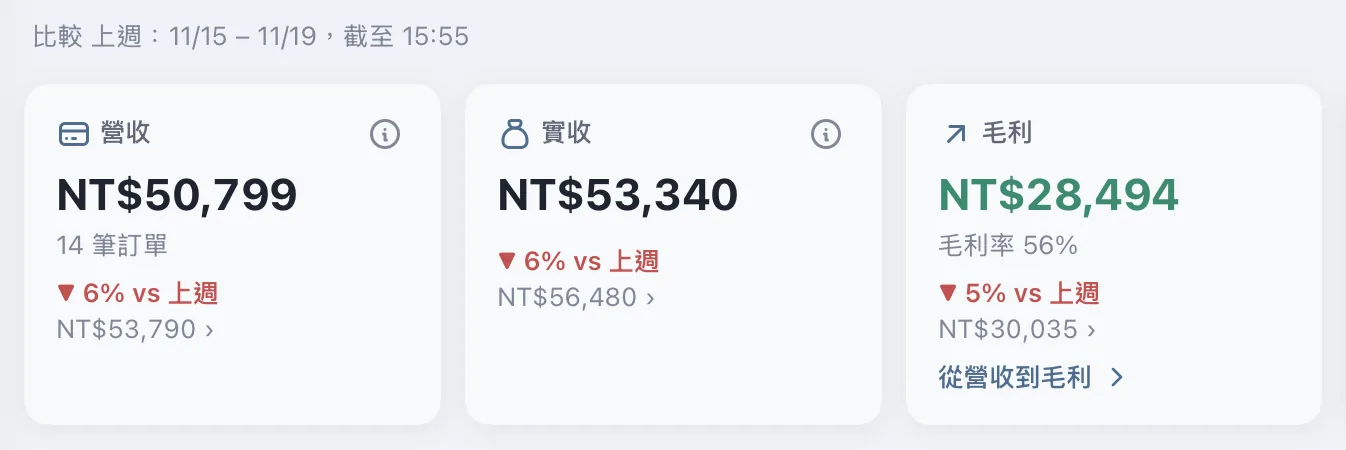 比較 上週：11/15 – 11/19，截至 15:55
營收
NT$50,799
14 筆訂單
▼ 6% vs 上週
NT$53,790 ›
實收
NT$53,340
▼ 6% vs 上週
NT$56,480 ›
毛利
NT$28,494
毛利率 56%
▼ 5% vs 上週
NT$30,035 ›
從營收到毛利 ›